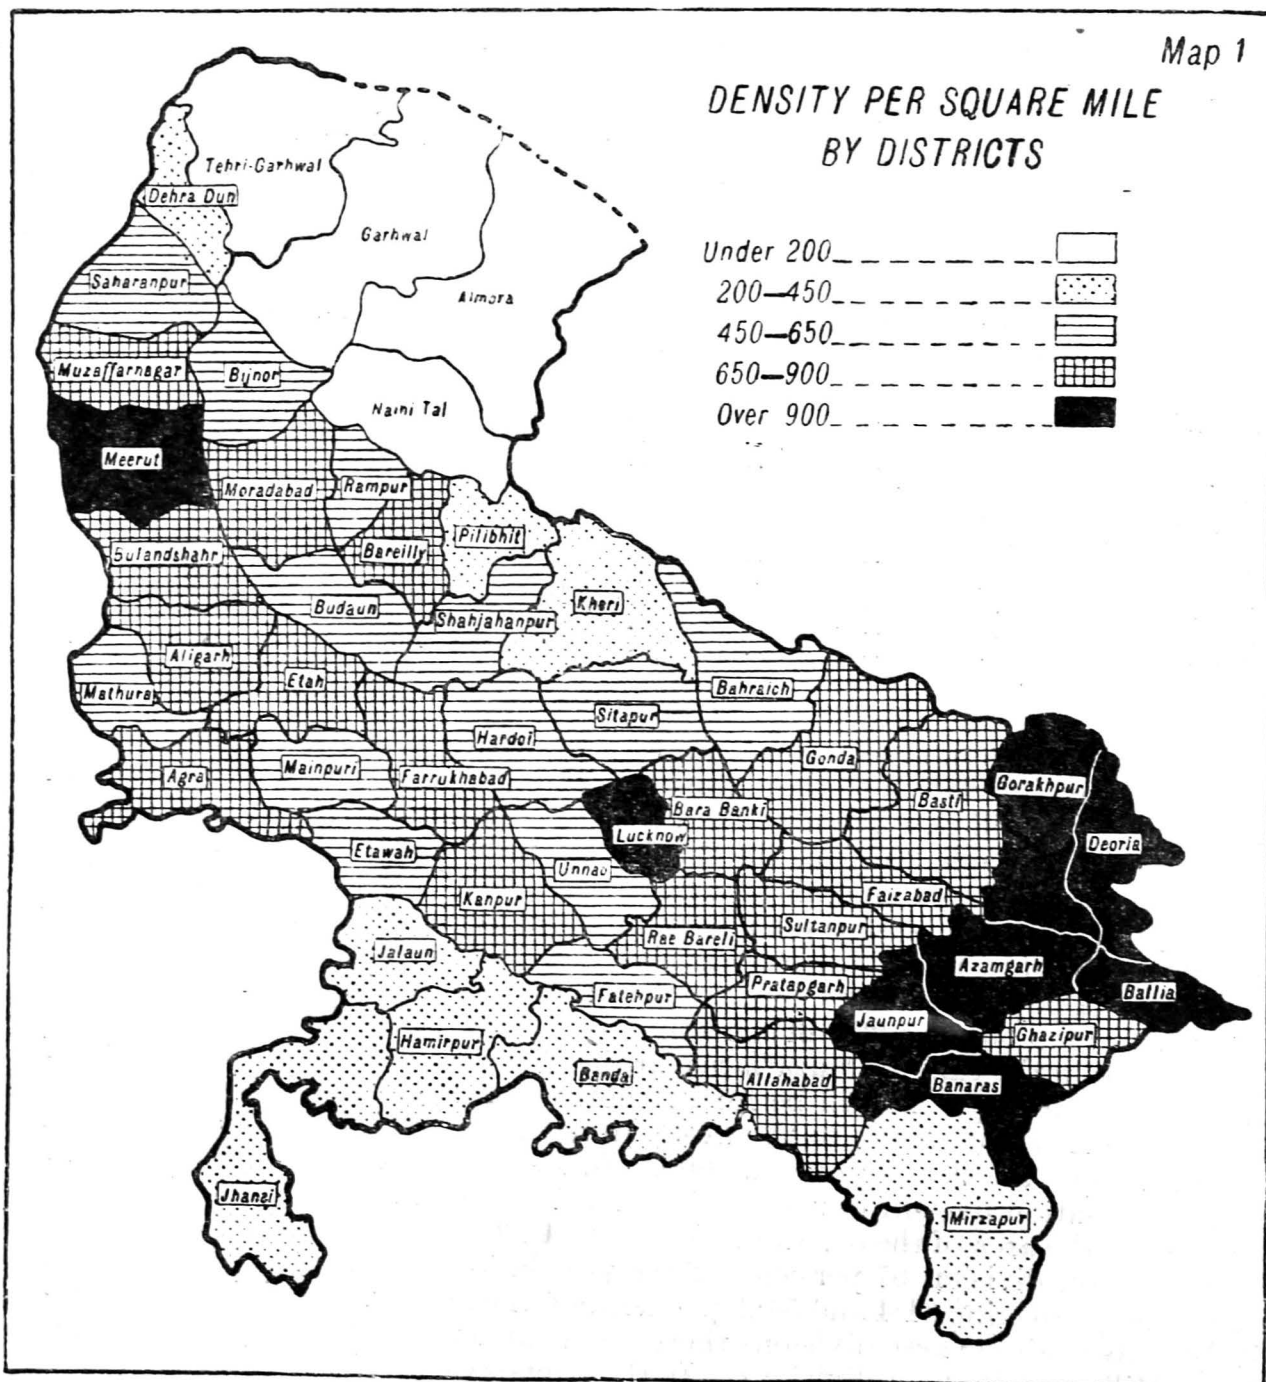 Map 1
DENSITY PER SQUARE MILE
BY DISTRICTS
Under 200
200—450
450—650
650—900
Over 900
Tehri-Garhwal
Dehra Dun
Garhwal
Saharanpur
Almora
Muzaffarnagar
Bijnor
Naini Tal
Meerut
Moradabad
Rampur
Pilibhit
Bulandshahr
Bareilly
Budaun
Shahjahanpur
Kheri
Aligarh
Etah
Mathura
Bahraich
Sitapur
Hardoi
Agra
Mainpuri
Farrukhabad
Gonda
Basti
Gorakhpur
Bara Banki
Lucknow
Deoria
Etawah
Unnao
Kanpur
Faizabad
Sultanpur
Rae Bareli
Jalaun
Azamgarh
Fatehpur
Pratapgarh
Ballia
Jaunpur
Ghazipur
Hamirpur
Banda
Allahabad
Banaras
Jhansi
Mirzapur